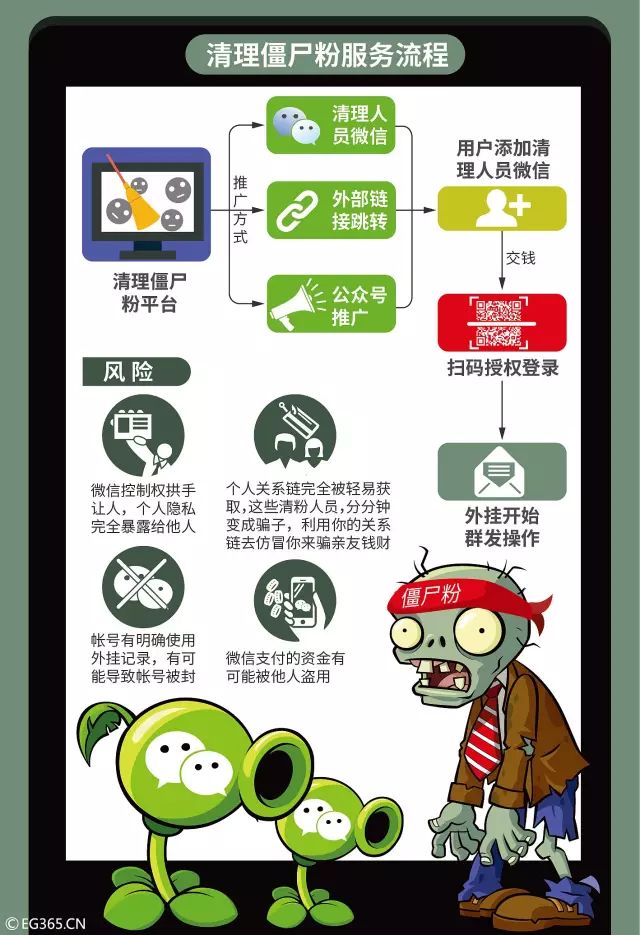 清理僵尸粉服务流程
清理人
员微信
用户添加清
理人员微信
推广方式
外部链
接跳转
交钱
清理僵尸
粉平台
公众号
推广
扫码授权登录
风险
微信控制权拱手
让人，个人隐私
完全暴露给他人
个人关系链完全被轻易获
取，这些清粉人员，分分钟
变成骗子，利用你的关系
链去仿冒你来骗亲友钱财
外挂开始
群发操作
僵尸粉
帐号有明确使用
外挂记录，有可
能导致帐号被封
微信支付的资金有
可能被他人盗用
©EG365.CN